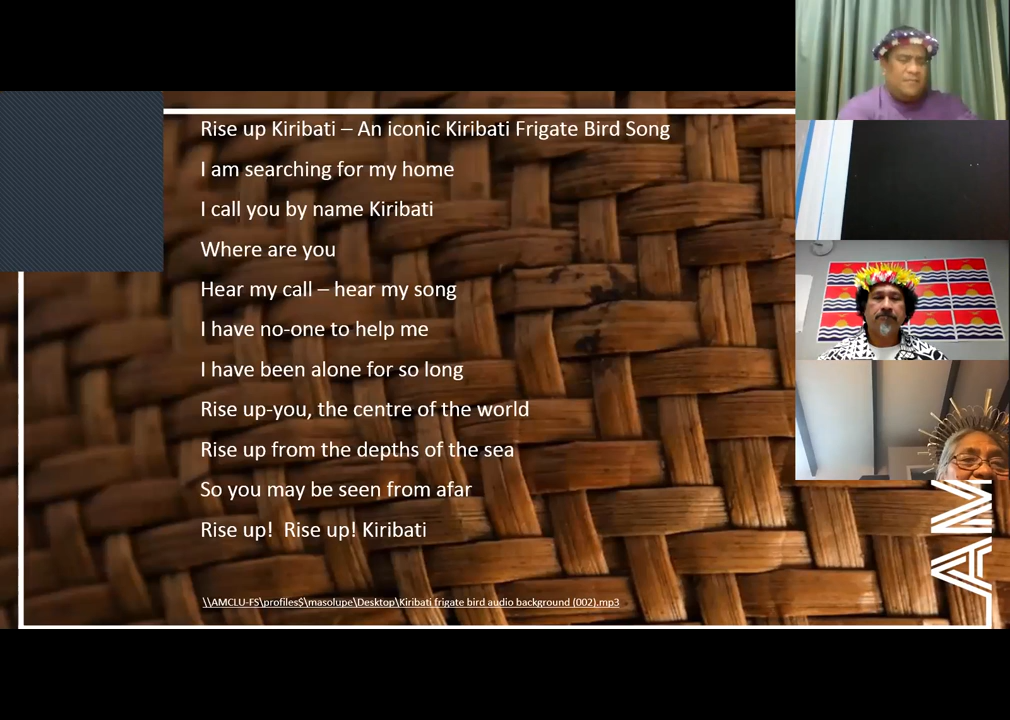 Rise up Kiribati – An iconic Kiribati Frigate Bird Song
I am searching for my home
I call you by name Kiribati
Where are you
Hear my call – hear my song
I have no-one to help me
I have been alone for so long
Rise up-you, the centre of the world
Rise up from the depths of the sea
So you may be seen from afar
Rise up!  Rise up! Kiribati
\\AMCLU-FS\profiles$\masolupe\Desktop\Kiribati frigate bird audio background (002).mp3
AM